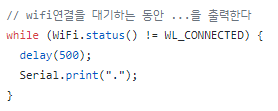 // wifi연결을 대기하는 동안 ...을 출력한다
while (WiFi.status() != WL_CONNECTED) {
  delay(500);
  Serial.print(".");
}